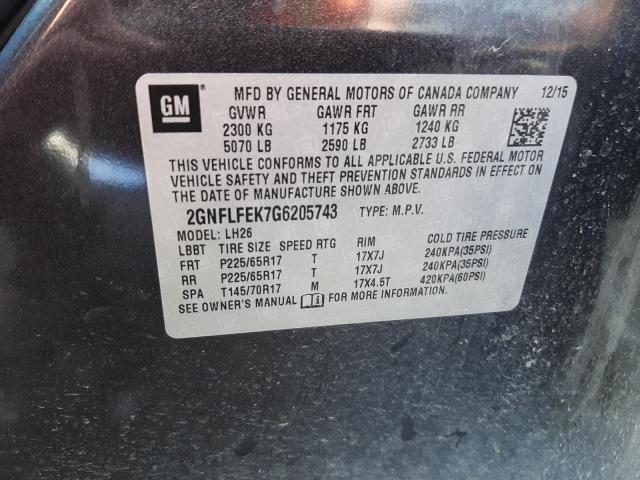 GM
MFD BY GENERAL MOTORS OF CANADA COMPANY 12/15
GVWR GAWR FRT GAWR RR
2300 KG 1175 KG 1240 KG
5070 LB 2590 LB 2733 LB
THIS VEHICLE CONFORMS TO ALL APPLICABLE U.S. FEDERAL MOTOR
VEHICLE SAFETY AND THEFT PREVENTION STANDARDS IN EFFECT ON
THE DATE OF MANUFACTURE SHOWN ABOVE.
2GNFLFEK7G6205743 TYPE: M.P.V.
MODEL: LH26
LBBT TIRE SIZE SPEED RTG RIM COLD TIRE PRESSURE
FRT P225/65R17 T 17X7J 240KPA(35PSI)
RR P225/65R17 T 17X7J 240KPA(35PSI)
SPA T145/70R17 M 17X4.5T 420KPA(60PSI)
SEE OWNER'S MANUAL FOR MORE INFORMATION.